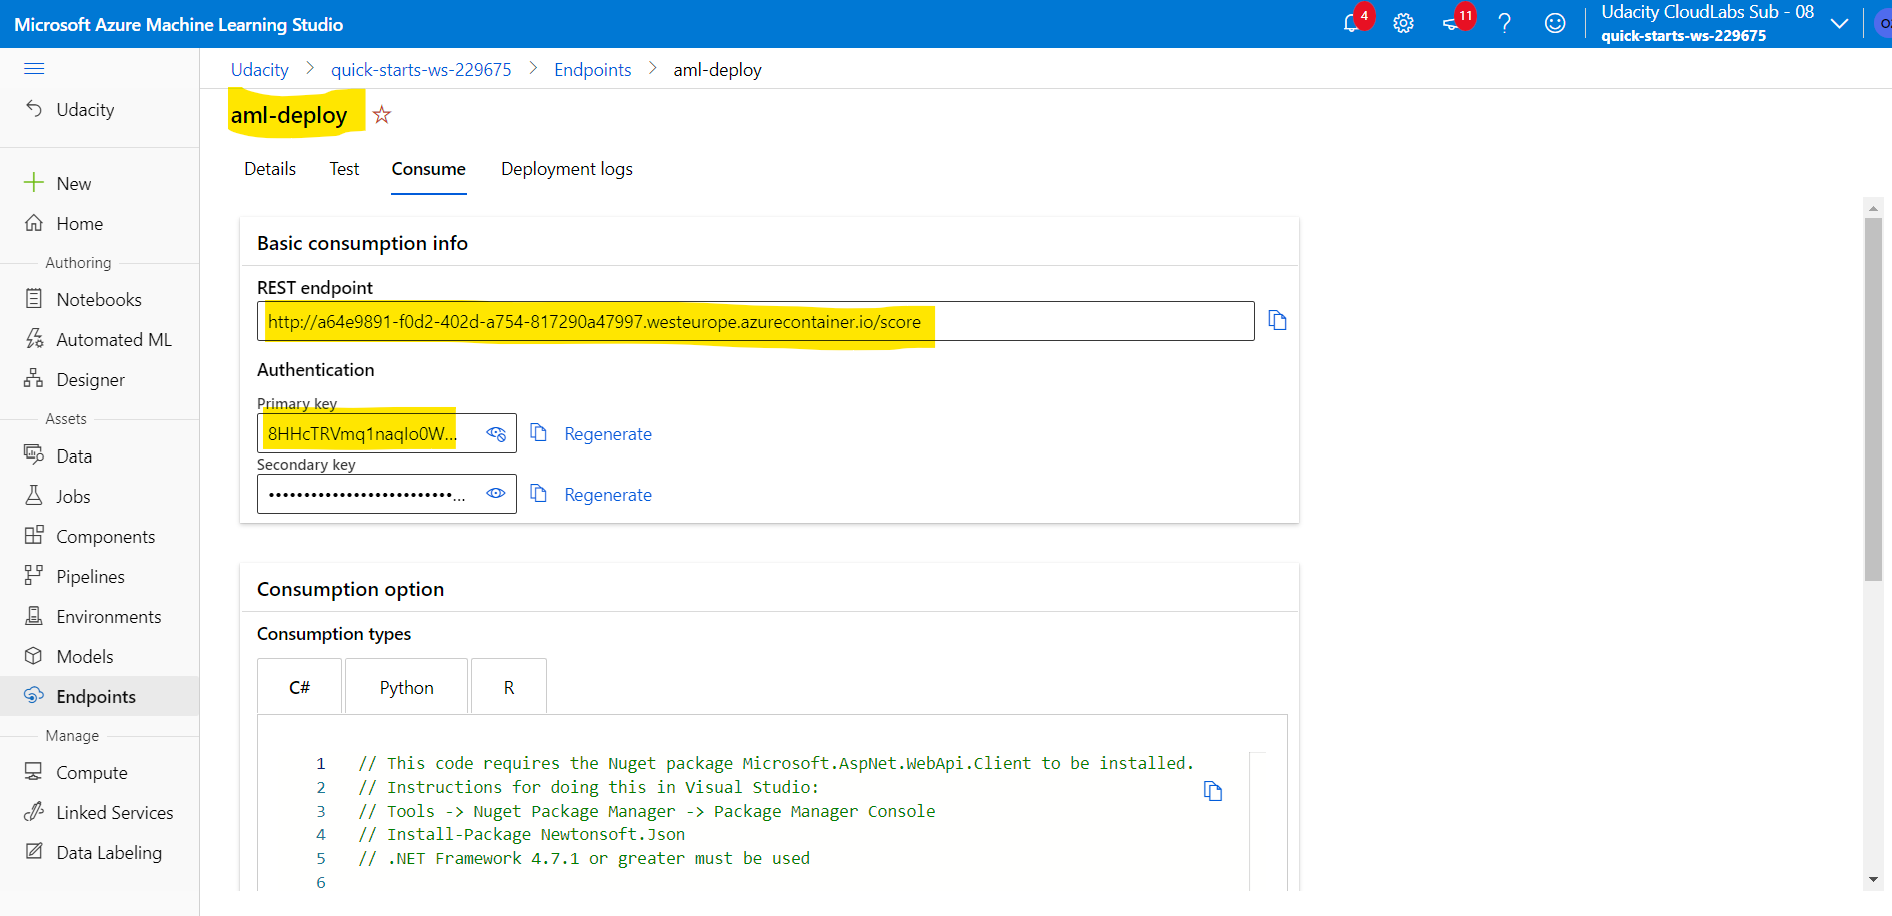 Microsoft Azure Machine Learning Studio
4
11
Udacity CloudLabs Sub - 08
quick-starts-ws-229675
Udacity > quick-starts-ws-229675 > Endpoints > aml-deploy
Udacity
New
Home
Authoring
Notebooks
Automated ML
Designer
Assets
Data
Jobs
Components
Pipelines
Environments
Models
Endpoints
Manage
Compute
Linked Services
Data Labeling
aml-deploy
Details Test Consume Deployment logs
Basic consumption info
REST endpoint
http://a64e9891-f0d2-402d-a754-817290a47997.westeurope.azurecontainer.io/score
Authentication
Primary key
8HHcTRVmq1naqIo0W... Regenerate
Secondary key
••••••••••••••••••••••••••... Regenerate
Consumption option
Consumption types
C# Python R
1 // This code requires the Nuget package Microsoft.AspNet.WebApi.Client to be installed.
2 // Instructions for doing this in Visual Studio:
3 // Tools -> Nuget Package Manager -> Package Manager Console
4 // Install-Package Newtonsoft.Json
5 // .NET Framework 4.7.1 or greater must be used
6